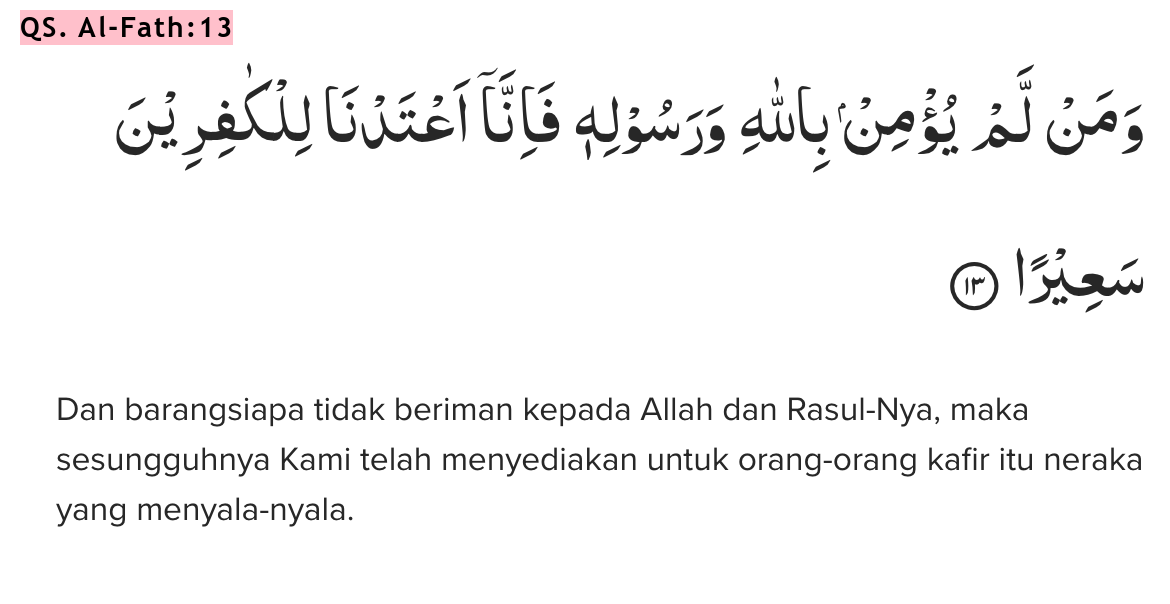 QS. Al-Fath:13
وَمَنْ لَّمْ يُؤْمِنْۢ بِاللّٰهِ وَرَسُوْلِهٖ فَاِنَّآ اَعْتَدْنَا لِلْكٰفِرِيْنَ
سَعِيْرًا ١٣
Dan barangsiapa tidak beriman kepada Allah dan Rasul-Nya, maka
sesungguhnya Kami telah menyediakan untuk orang-orang kafir itu neraka
yang menyala-nyala.